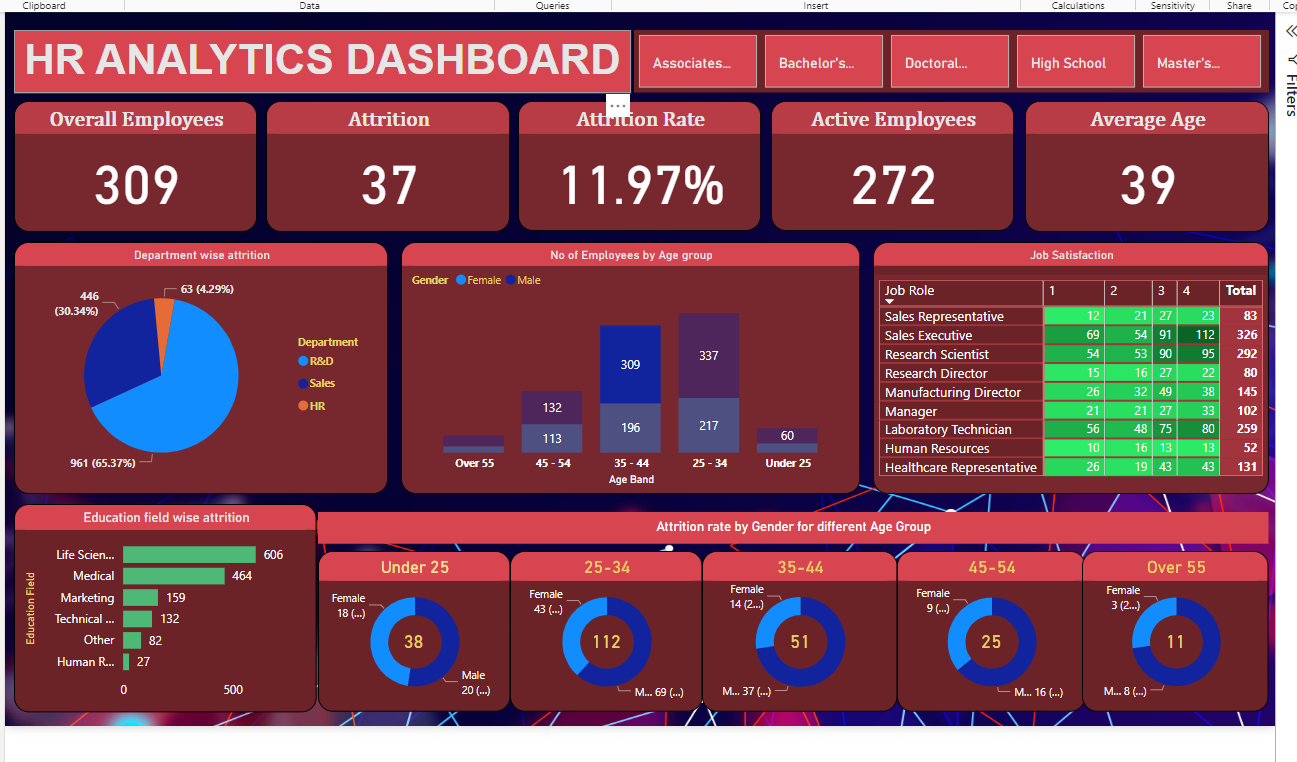 Clipboard Data Queries Insert Calculations Sensitivity Share
HR ANALYTICS DASHBOARD
Associates... Bachelor's... Doctoral... High School Master's...
Filters
Overall Employees
309
Attrition
37
Attrition Rate
11.97%
Active Employees
272
Average Age
39
Department wise attrition
63 (4.29%)
446
(30.34%)
961 (65.37%)
Department
R&D
Sales
HR
No of Employees by Age group
Gender Female Male
132 309 337 60
113 196 217
Over 55 45 - 54 35 - 44 25 - 34 Under 25
Age Band
Job Satisfaction
Job Role 1 2 3 4 Total
Sales Representative 12 21 27 23 83
Sales Executive 69 54 91 112 326
Research Scientist 54 53 90 95 292
Research Director 15 16 27 22 80
Manufacturing Director 26 32 49 38 145
Manager 21 21 27 33 102
Laboratory Technician 56 48 75 80 259
Human Resources 10 16 13 13 52
Healthcare Representative 26 19 43 43 131
Education field wise attrition
Education Field
Life Scien... 606
Medical 464
Marketing 159
Technical ... 132
Other 82
Human R... 27
0 500
Attrition rate by Gender for different Age Group
Under 25
Female
18 (...)
38
Male
20 (...)
25-34
Female
43 (...)
112
M... 69 (...)
35-44
Female
14 (2...)
51
M... 37 (...)
45-54
Female
9 (...)
25
M... 16 (...)
Over 55
Female
3 (2...)
11
M... 8 (...)